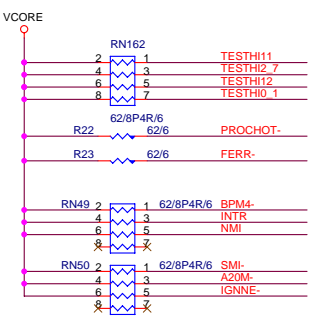 VCORE
RN162
2 1 TESTHI11
4 3 TESTHI2_7
6 5 TESTHI12
8 7 TESTHI0_1
62/8P4R/6
R22 62/6 PROCHOT-
R23 62/6 FERR-
RN49 2 1 62/8P4R/6 BPM4-
4 3 INTR
6 5 NMI
8 7
RN50 2 1 62/8P4R/6 SMI-
4 3 A20M-
6 5 IGNNE-
8 7